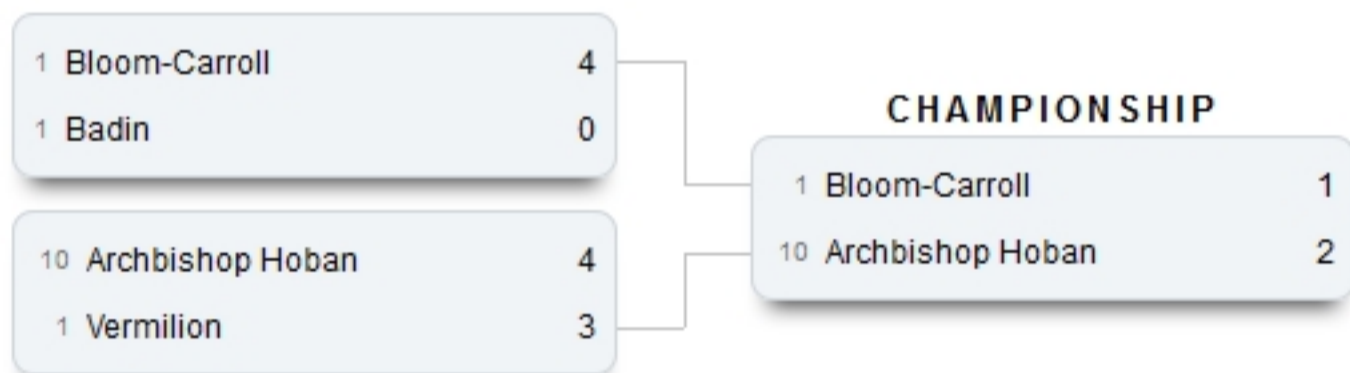 1 Bloom-Carroll 4
1 Badin 0
10 Archbishop Hoban 4
1 Vermilion 3
CHAMPIONSHIP
1 Bloom-Carroll 1
10 Archbishop Hoban 2